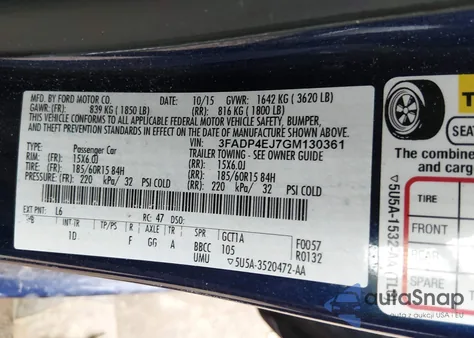 MFD. BY FORD MOTOR CO. DATE: 10/15 GVWR: 1642 KG ( 3620 LB)
GAWR: (FR): 839 KG ( 1850 LB) (RR): 816 KG ( 1800 LB)
THIS VEHICLE CONFORMS TO ALL APPLICABLE FEDERAL MOTOR VEHICLE SAFETY, BUMPER,
AND THEFT PREVENTION STANDARDS IN EFFECT ON THE DATE OF MANUFACTURE SHOWN ABOVE.
VIN: 3FADP4EJ7GM130361
TYPE: Passenger Car TRAILER TOWING - SEE OWNER GUIDE
RIM: (FR): 15X6.0J (RR): 15X6.0J
TIRE: (FR): 185/60R15 84H (RR): 185/60R15 84H
PRESSURE: (FR): 220 kPa/ 32 PSI COLD (RR): 220 kPa/ 32 PSI COLD
EXT PNT: L6 RC: 47 DSO:
WB INT TR TP/PS R AXLE TR SPR GCT1A F0057
1D F GG A BBCC 105 R0132
UMU ▽5U5A-3520472-AA
SEA
The combine
and carg
TIRE
FRONT
REAR
SPARE
autaSnap